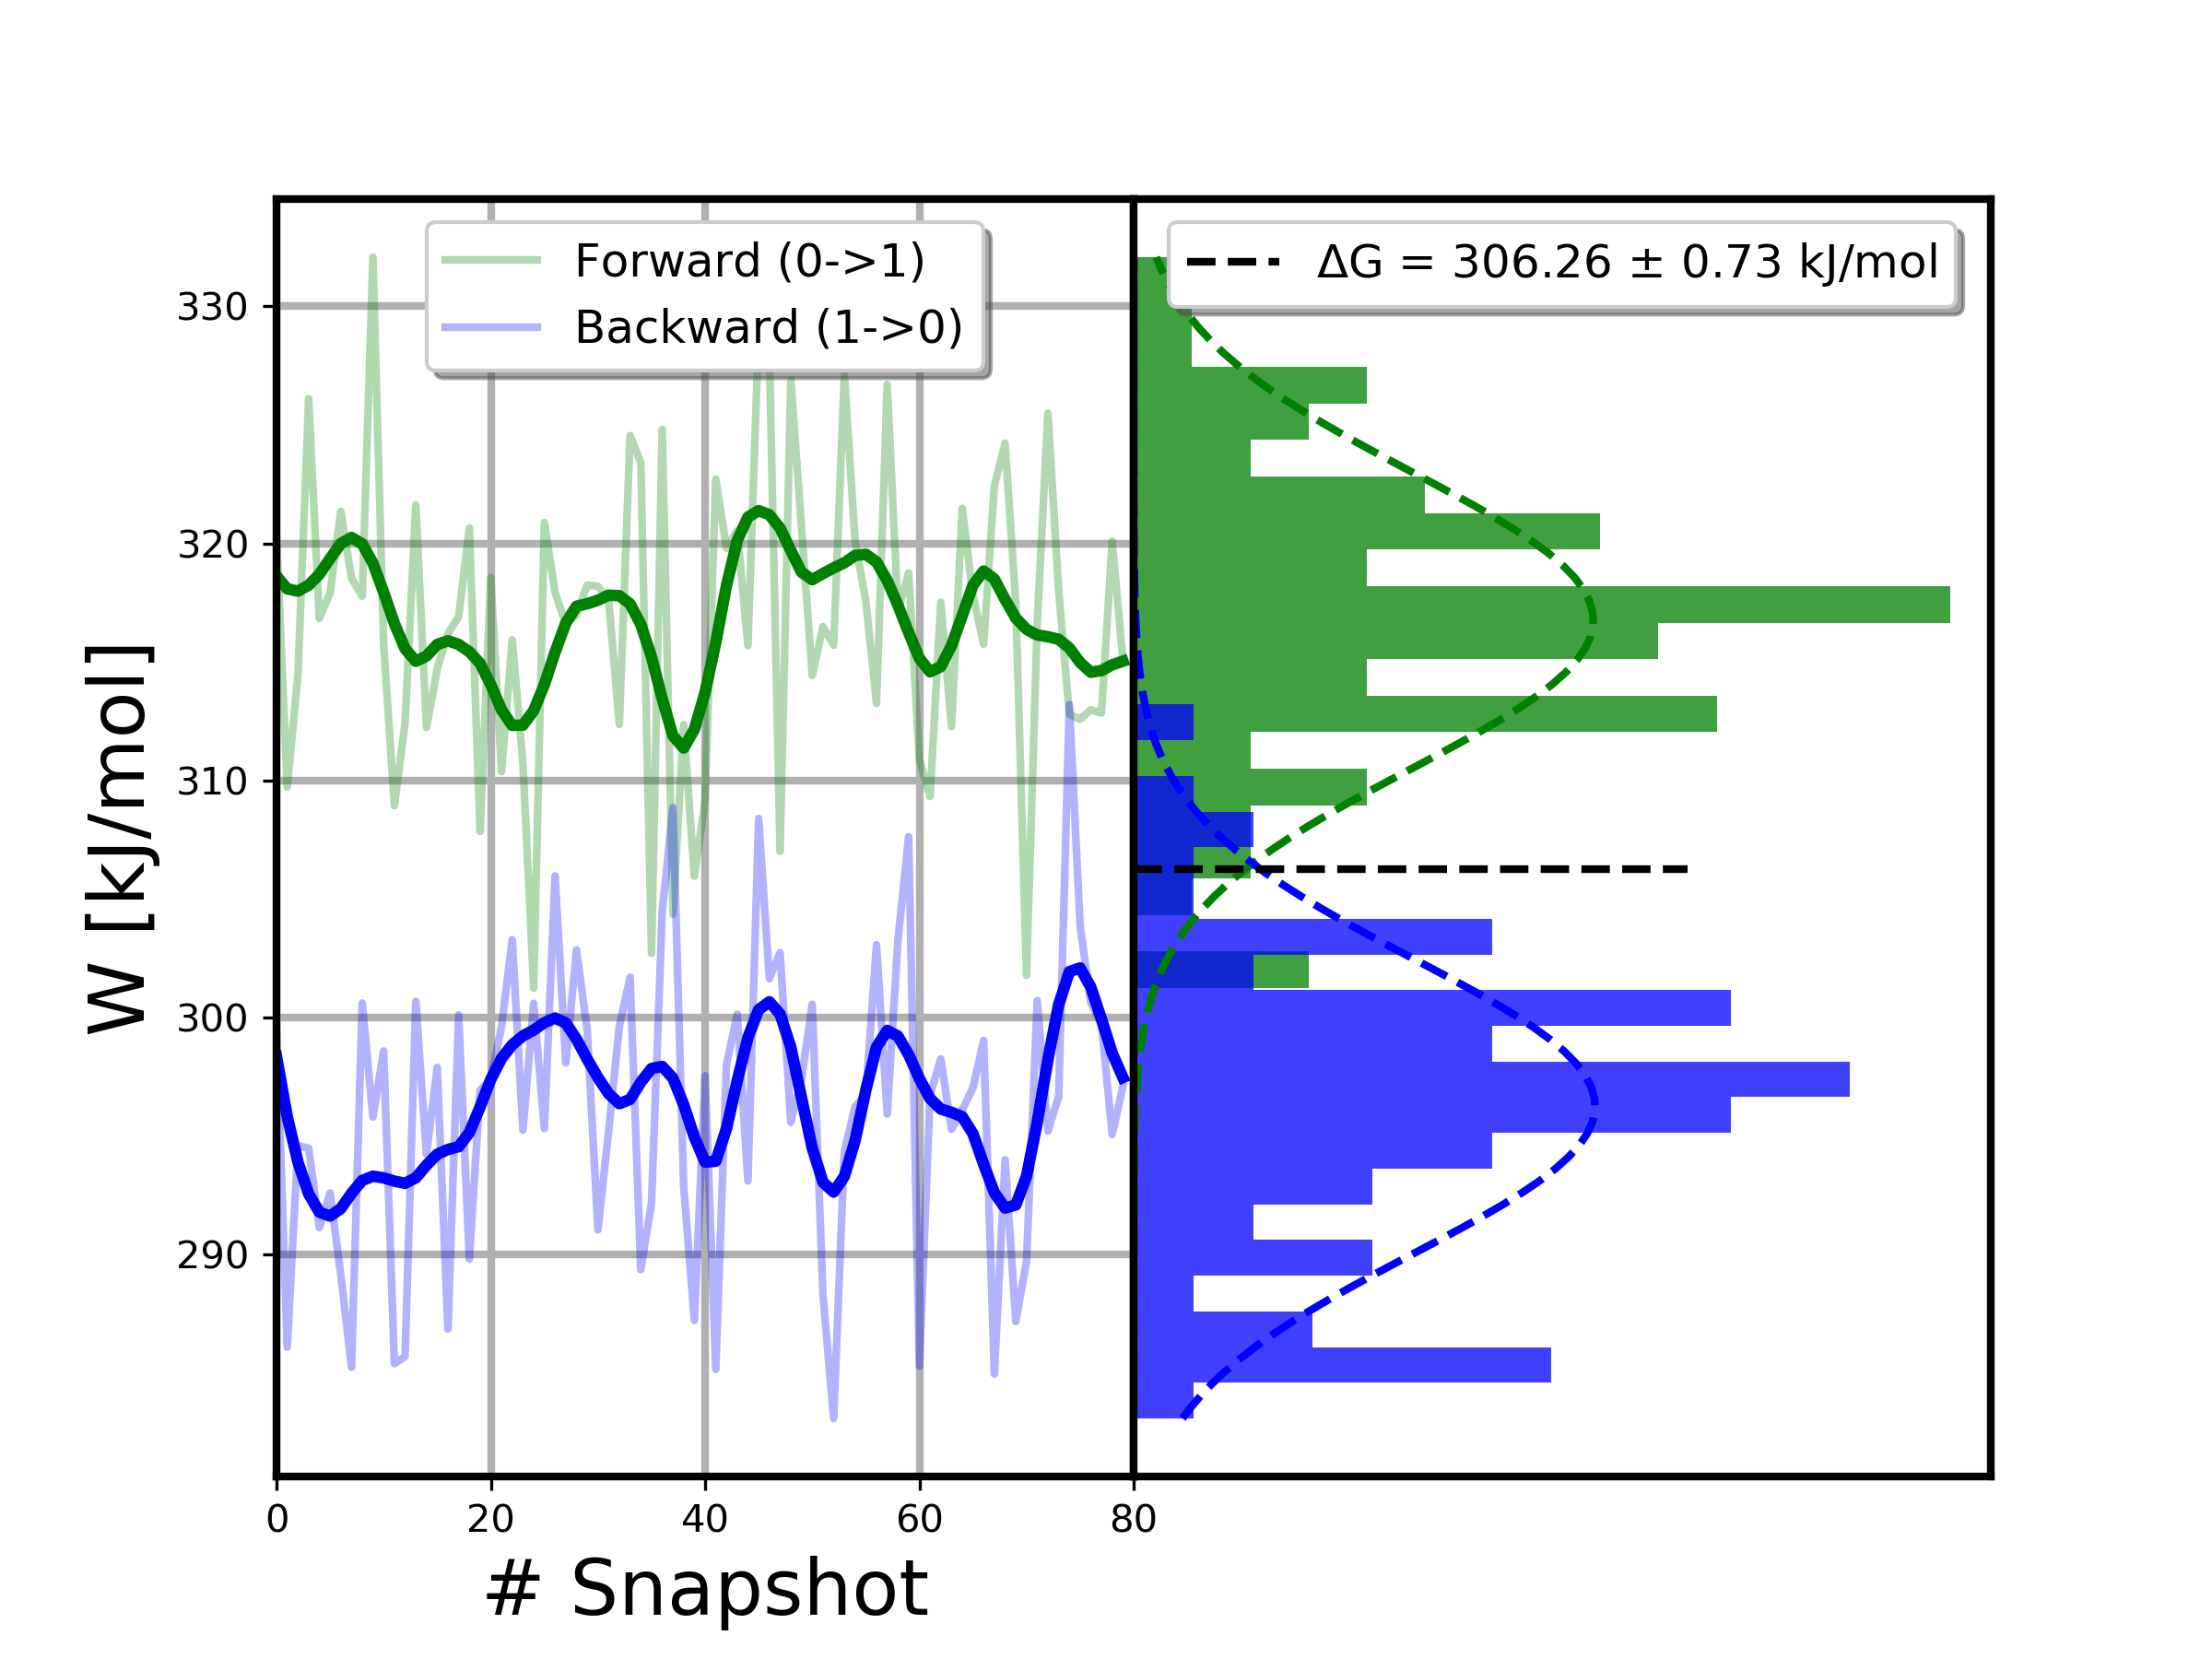 Forward (0->1)
Backward (1->0)
ΔG = 306.26 ± 0.73 kJ/mol
W [kJ/mol]
330
320
310
300
290
0 20 40 60 80
# Snapshot